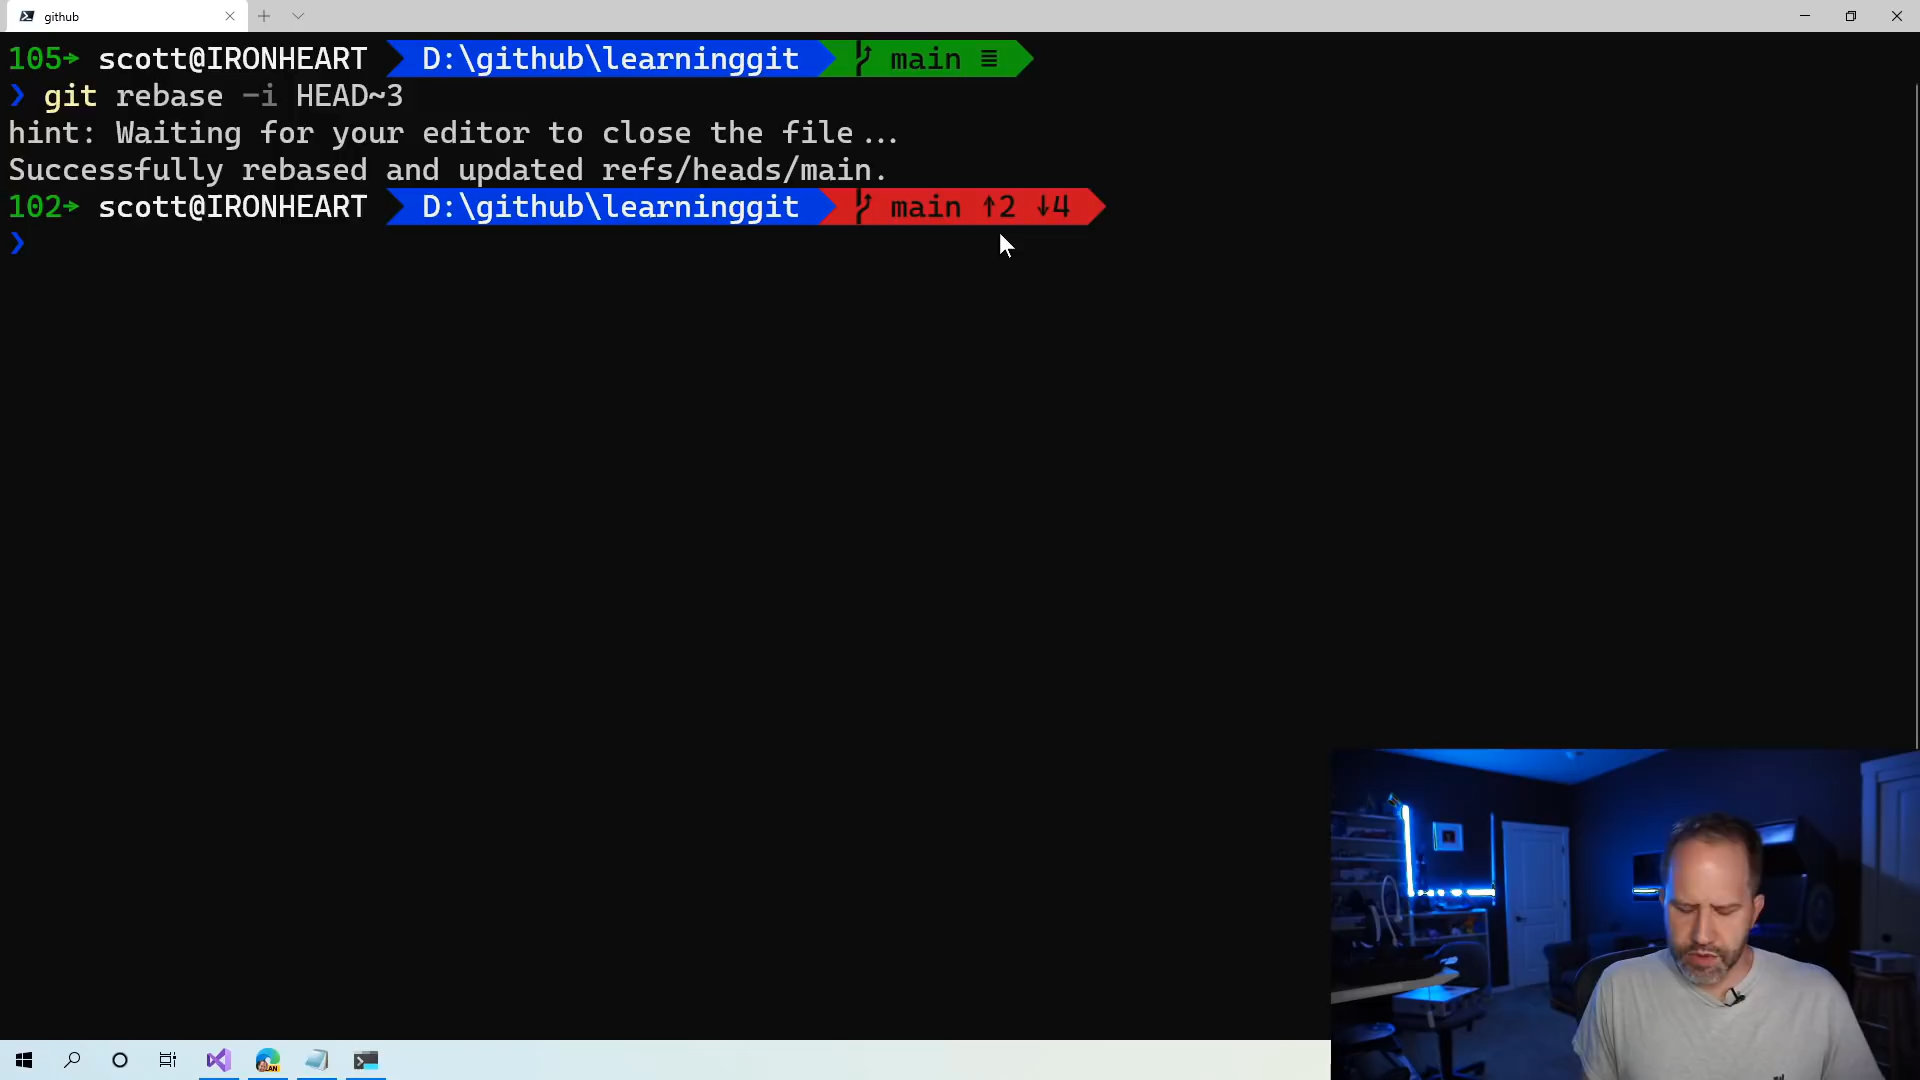 github
105→ scott@IRONHEART D:\github\learninggit main ≡
❯ git rebase -i HEAD~3
hint: Waiting for your editor to close the file...
Successfully rebased and updated refs/heads/main.
102→ scott@IRONHEART D:\github\learninggit main ↑2 ↓4
❯